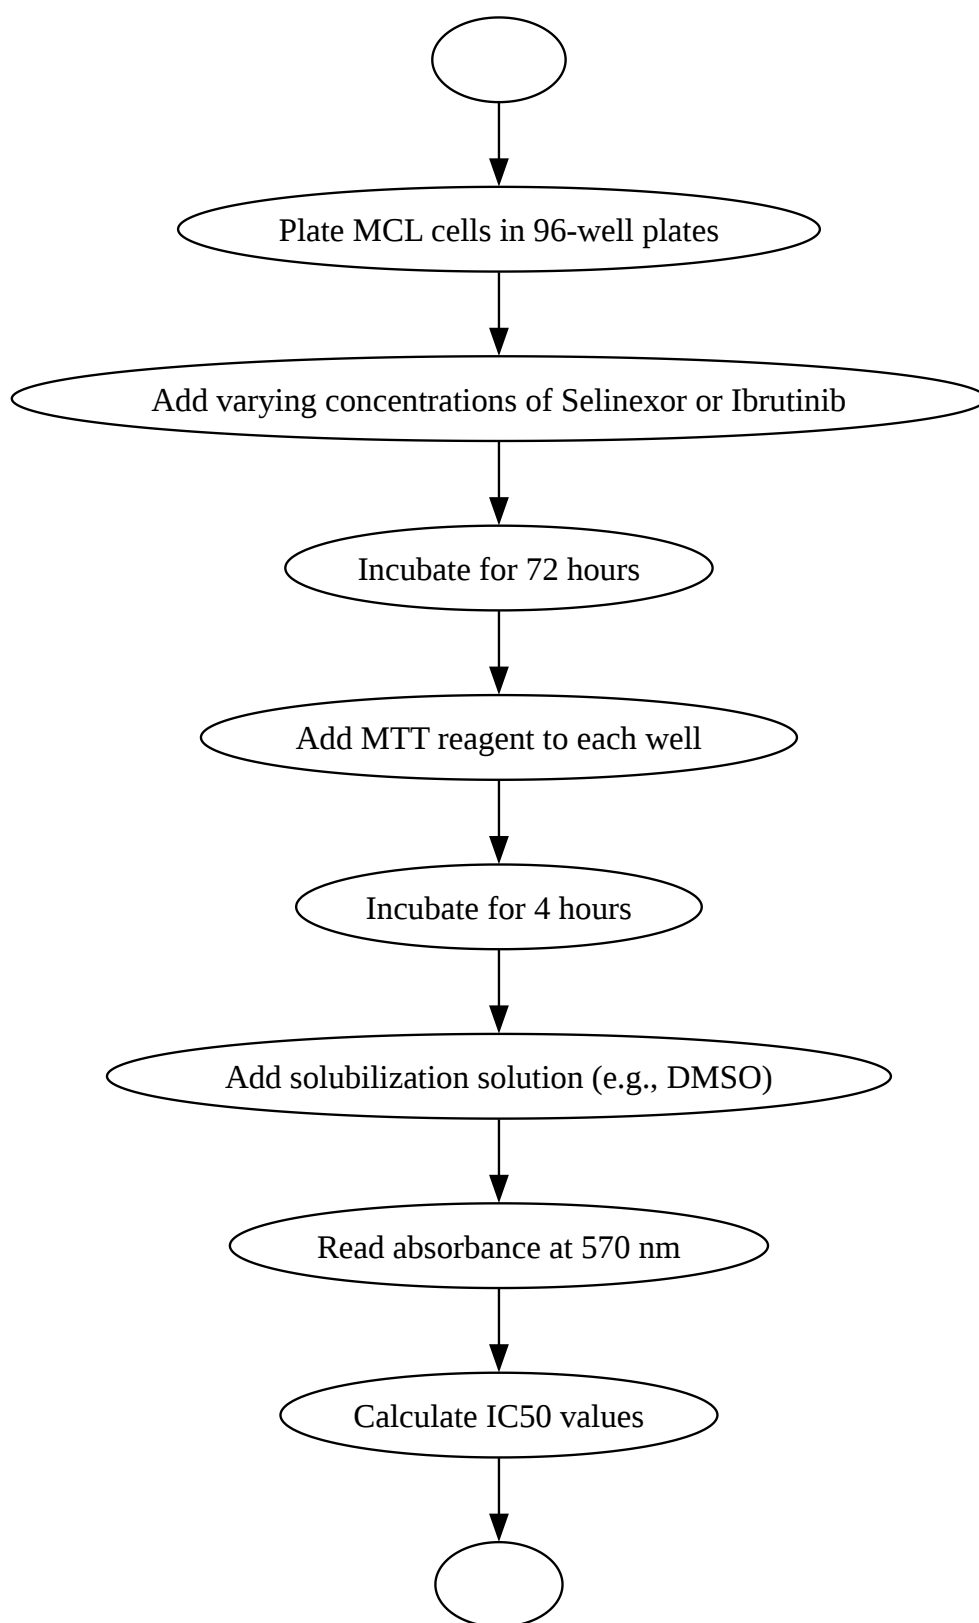 Plate MCL cells in 96-well plates
Add varying concentrations of Selinexor or Ibrutinib
Incubate for 72 hours
Add MTT reagent to each well
Incubate for 4 hours
Add solubilization solution (e.g., DMSO)
Read absorbance at 570 nm
Calculate IC50 values